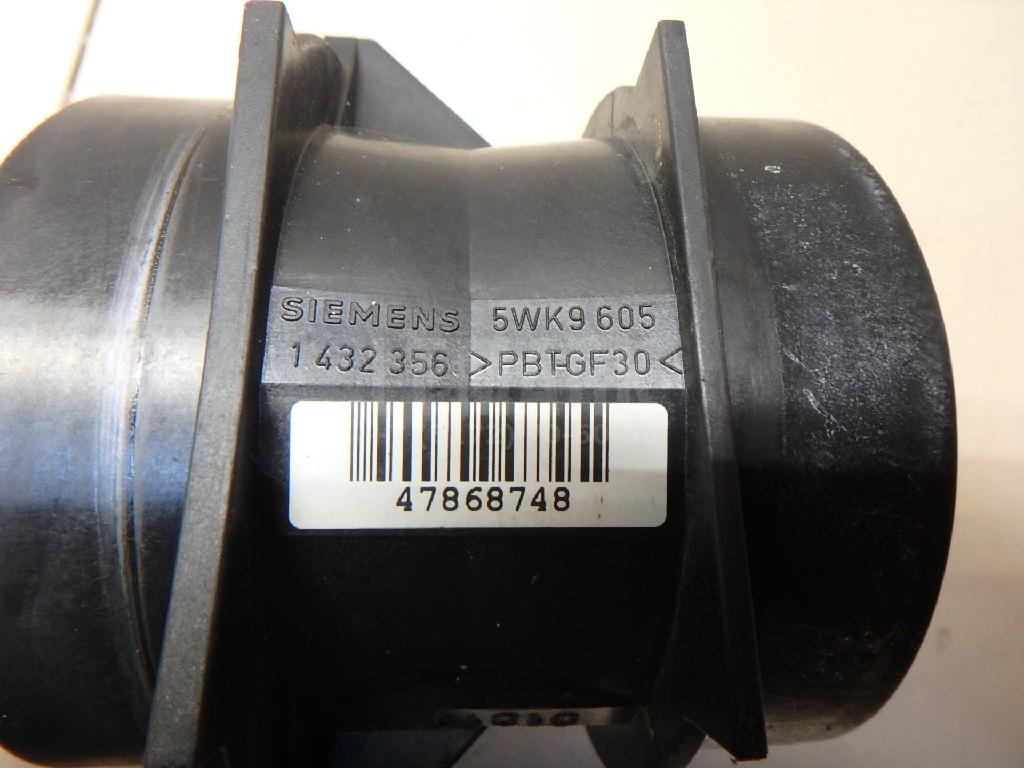 SIEMENS 5WK9 605
1 432 356 >PBT-GF30<
47868748